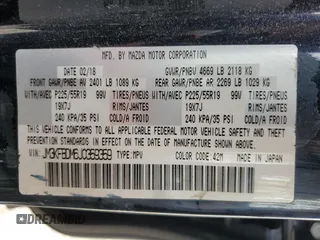 MFD. BY MAZDA MOTOR CORPORATION
DATE 02/18 GVWR/PNBV 4669 LB 2118 KG
FRONT GAWR/PNBE AV 2401 LB 1089 KG REAR GAWR/PNBE AR 2269 LB 1029 KG
WITH/AVEC P225/55R19 99V TIRES/PNEUS WITH/AVEC P225/55R19 99V TIRES/PNEUS
19X7J RIMS/JANTES 19X7J RIMS/JANTES
240 KPA/35 PSI COLD/A FROID 240 KPA/35 PSI COLD/A FROID
THIS VEHICLE CONFORMS TO ALL APPLICABLE FEDERAL MOTOR VEHICLE SAFETY AND THEFT PREVENTION STANDARDS IN EFFECT ON THE DATE OF MANUFACTURE SHOWN ABOVE.
TYPE:MPV COLOR CODE: 42M MADE IN JAPAN